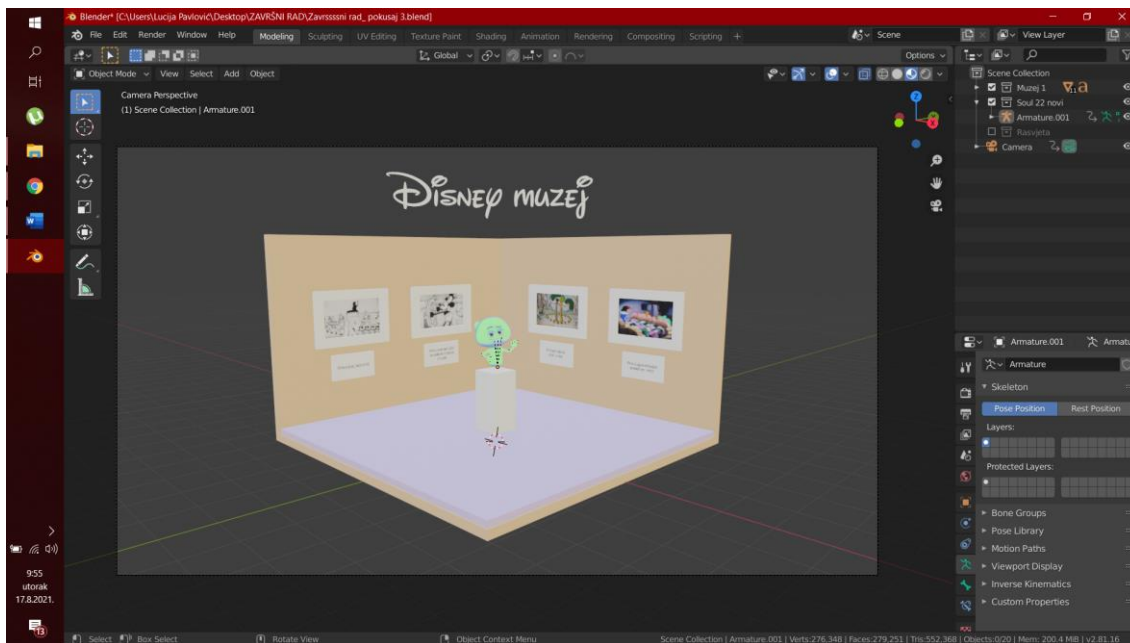 Blender* [C:\Users\Lucija Pavlović\Desktop\ZAVRŠNI RAD\Zavrssssni rad_ pokusaj 3.blend]
File Edit Render Window Help Modeling Sculpting UV Editing Texture Paint Shading Animation Rendering Compositing Scripting + Scene View Layer
Global Options
Object Mode View Select Add Object
Camera Perspective
(1) Scene Collection | Armature.001
Z
Disney muzej
Scene Collection
Muzej 1 11
Soul 22 novi
Armature.001
Rasvjeta
Camera
Armature.001
Armature
Skeleton
Pose Position Rest Position
Layers:
Protected Layers:
Bone Groups
Pose Library
Motion Paths
Viewport Display
Inverse Kinematics
Custom Properties
9:55
utorak
17.8.2021.
13
Select Box Select Rotate View Object Context Menu Scene Collection | Armature.001 | Verts:276.348 | Faces:279.251 | Tris:552.368 | Objects:0/20 | Mem: 200.4 MiB | v2.81.16